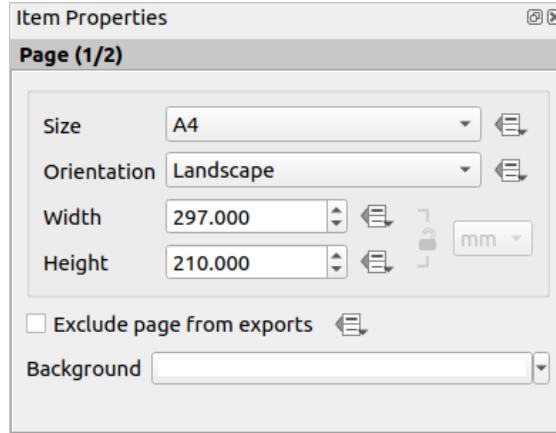 Item Properties
Page (1/2)
Size A4
Orientation Landscape
Width 297.000
mm
Height 210.000
Exclude page from exports
Background